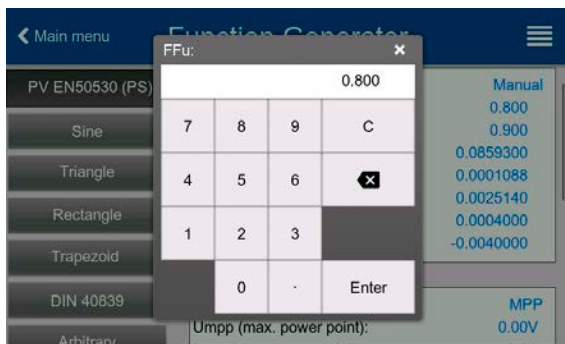 Main menu
Function Generator
FFu:
0.800
PV EN50530 (PS)
Sine
Triangle
Rectangle
Trapezoid
DIN 40839
Arbitrary
7 8 9 C
4 5 6
1 2 3
0 . Enter
Manual
0.800
0.900
0.0859300
0.0001088
0.0025140
0.0004000
-0.0040000
MPP
Umpp (max. power point): 0.00V